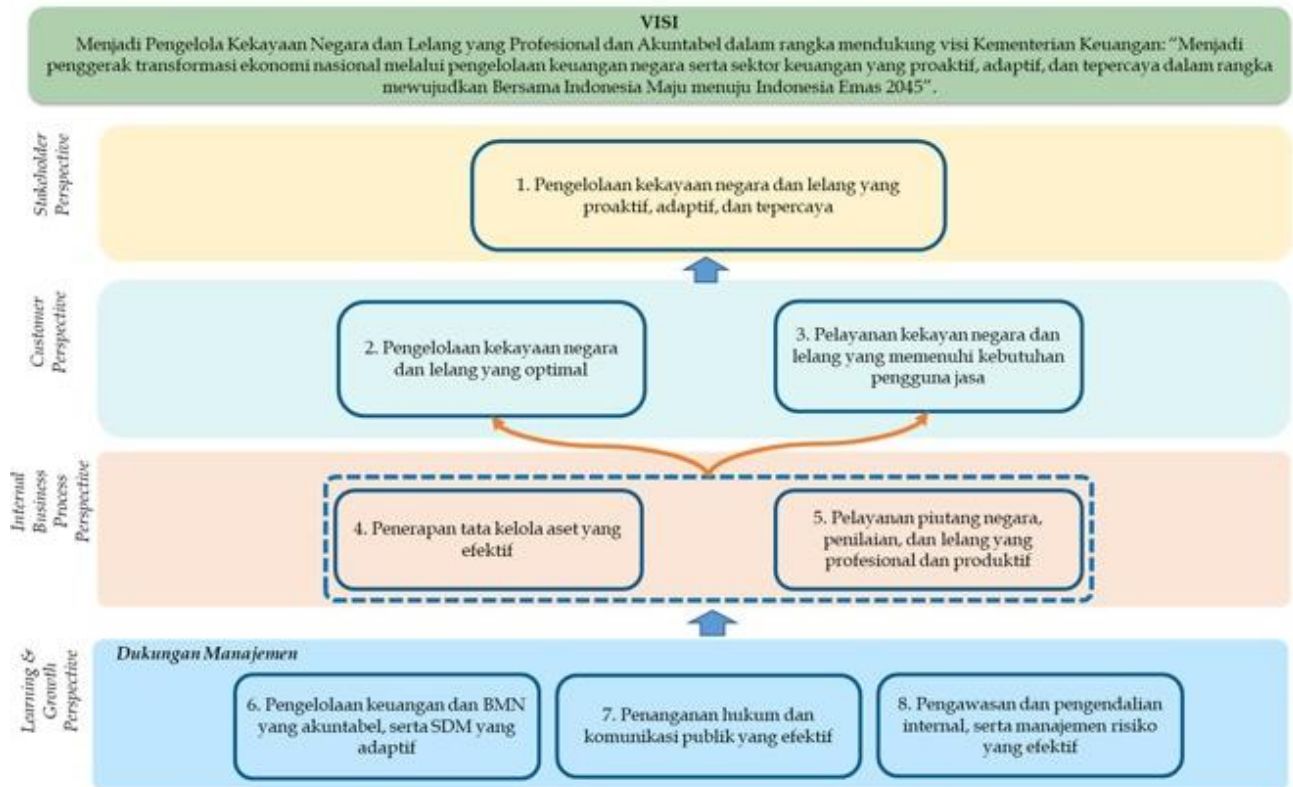 VISI
Menjadi Pengelola Kekayaan Negara dan Lelang yang Profesional dan Akuntabel dalam rangka mendukung visi Kementerian Keuangan: “Menjadi
penggerak transformasi ekonomi nasional melalui pengelolaan keuangan negara serta sektor keuangan yang proaktif, adaptif, dan tepercaya dalam rangka
mewujudkan Bersama Indonesia Maju menuju Indonesia Emas 2045”.
Stakeholder
Perspective
1. Pengelolaan kekayaan negara dan lelang yang
proaktif, adaptif, dan tepercaya
Customer
Perspective
2. Pengelolaan kekayaan negara
dan lelang yang optimal
3. Pelayanan kekayan negara dan
lelang yang memenuhi kebutuhan
pengguna jasa
Internal
Business
Process
Perspective
4. Penerapan tata kelola aset yang
efektif
5. Pelayanan piutang negara,
penilaian, dan lelang yang
profesional dan produktif
Learning &
Growth
Perspective
Dukungan Manajemen
6. Pengelolaan keuangan dan BMN
yang akuntabel, serta SDM yang
adaptif
7. Penanganan hukum dan
komunikasi publik yang efektif
8. Pengawasan dan pengendalian
internal, serta manajemen risiko
yang efektif